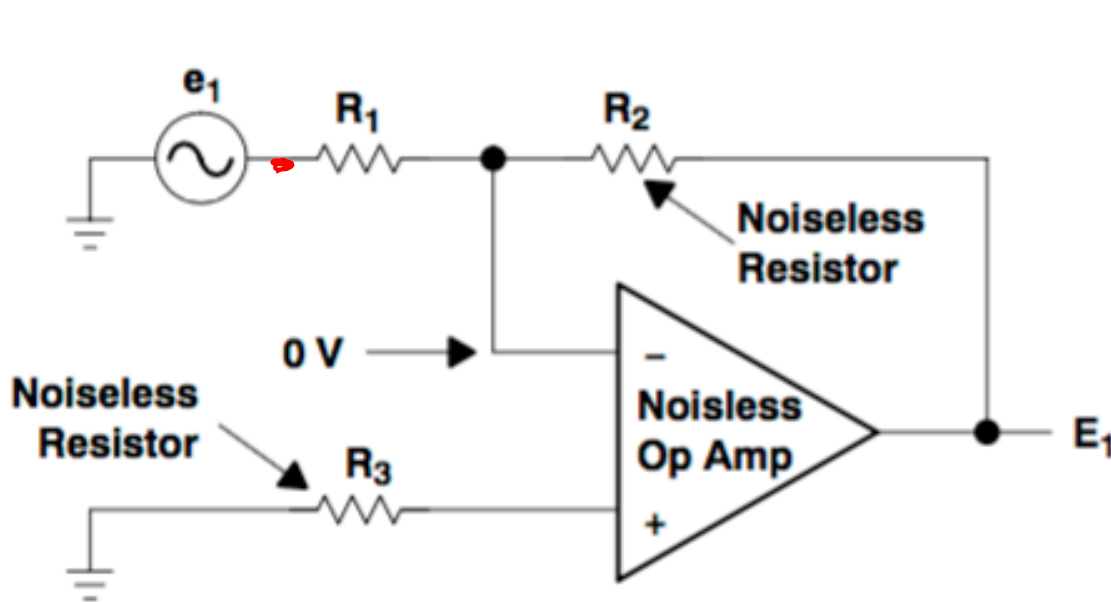 e₁
R₁
R₂
Noiseless
Resistor
0 V
−
Noiseless
Resistor
Noisless
Op Amp
E₁
R₃
+